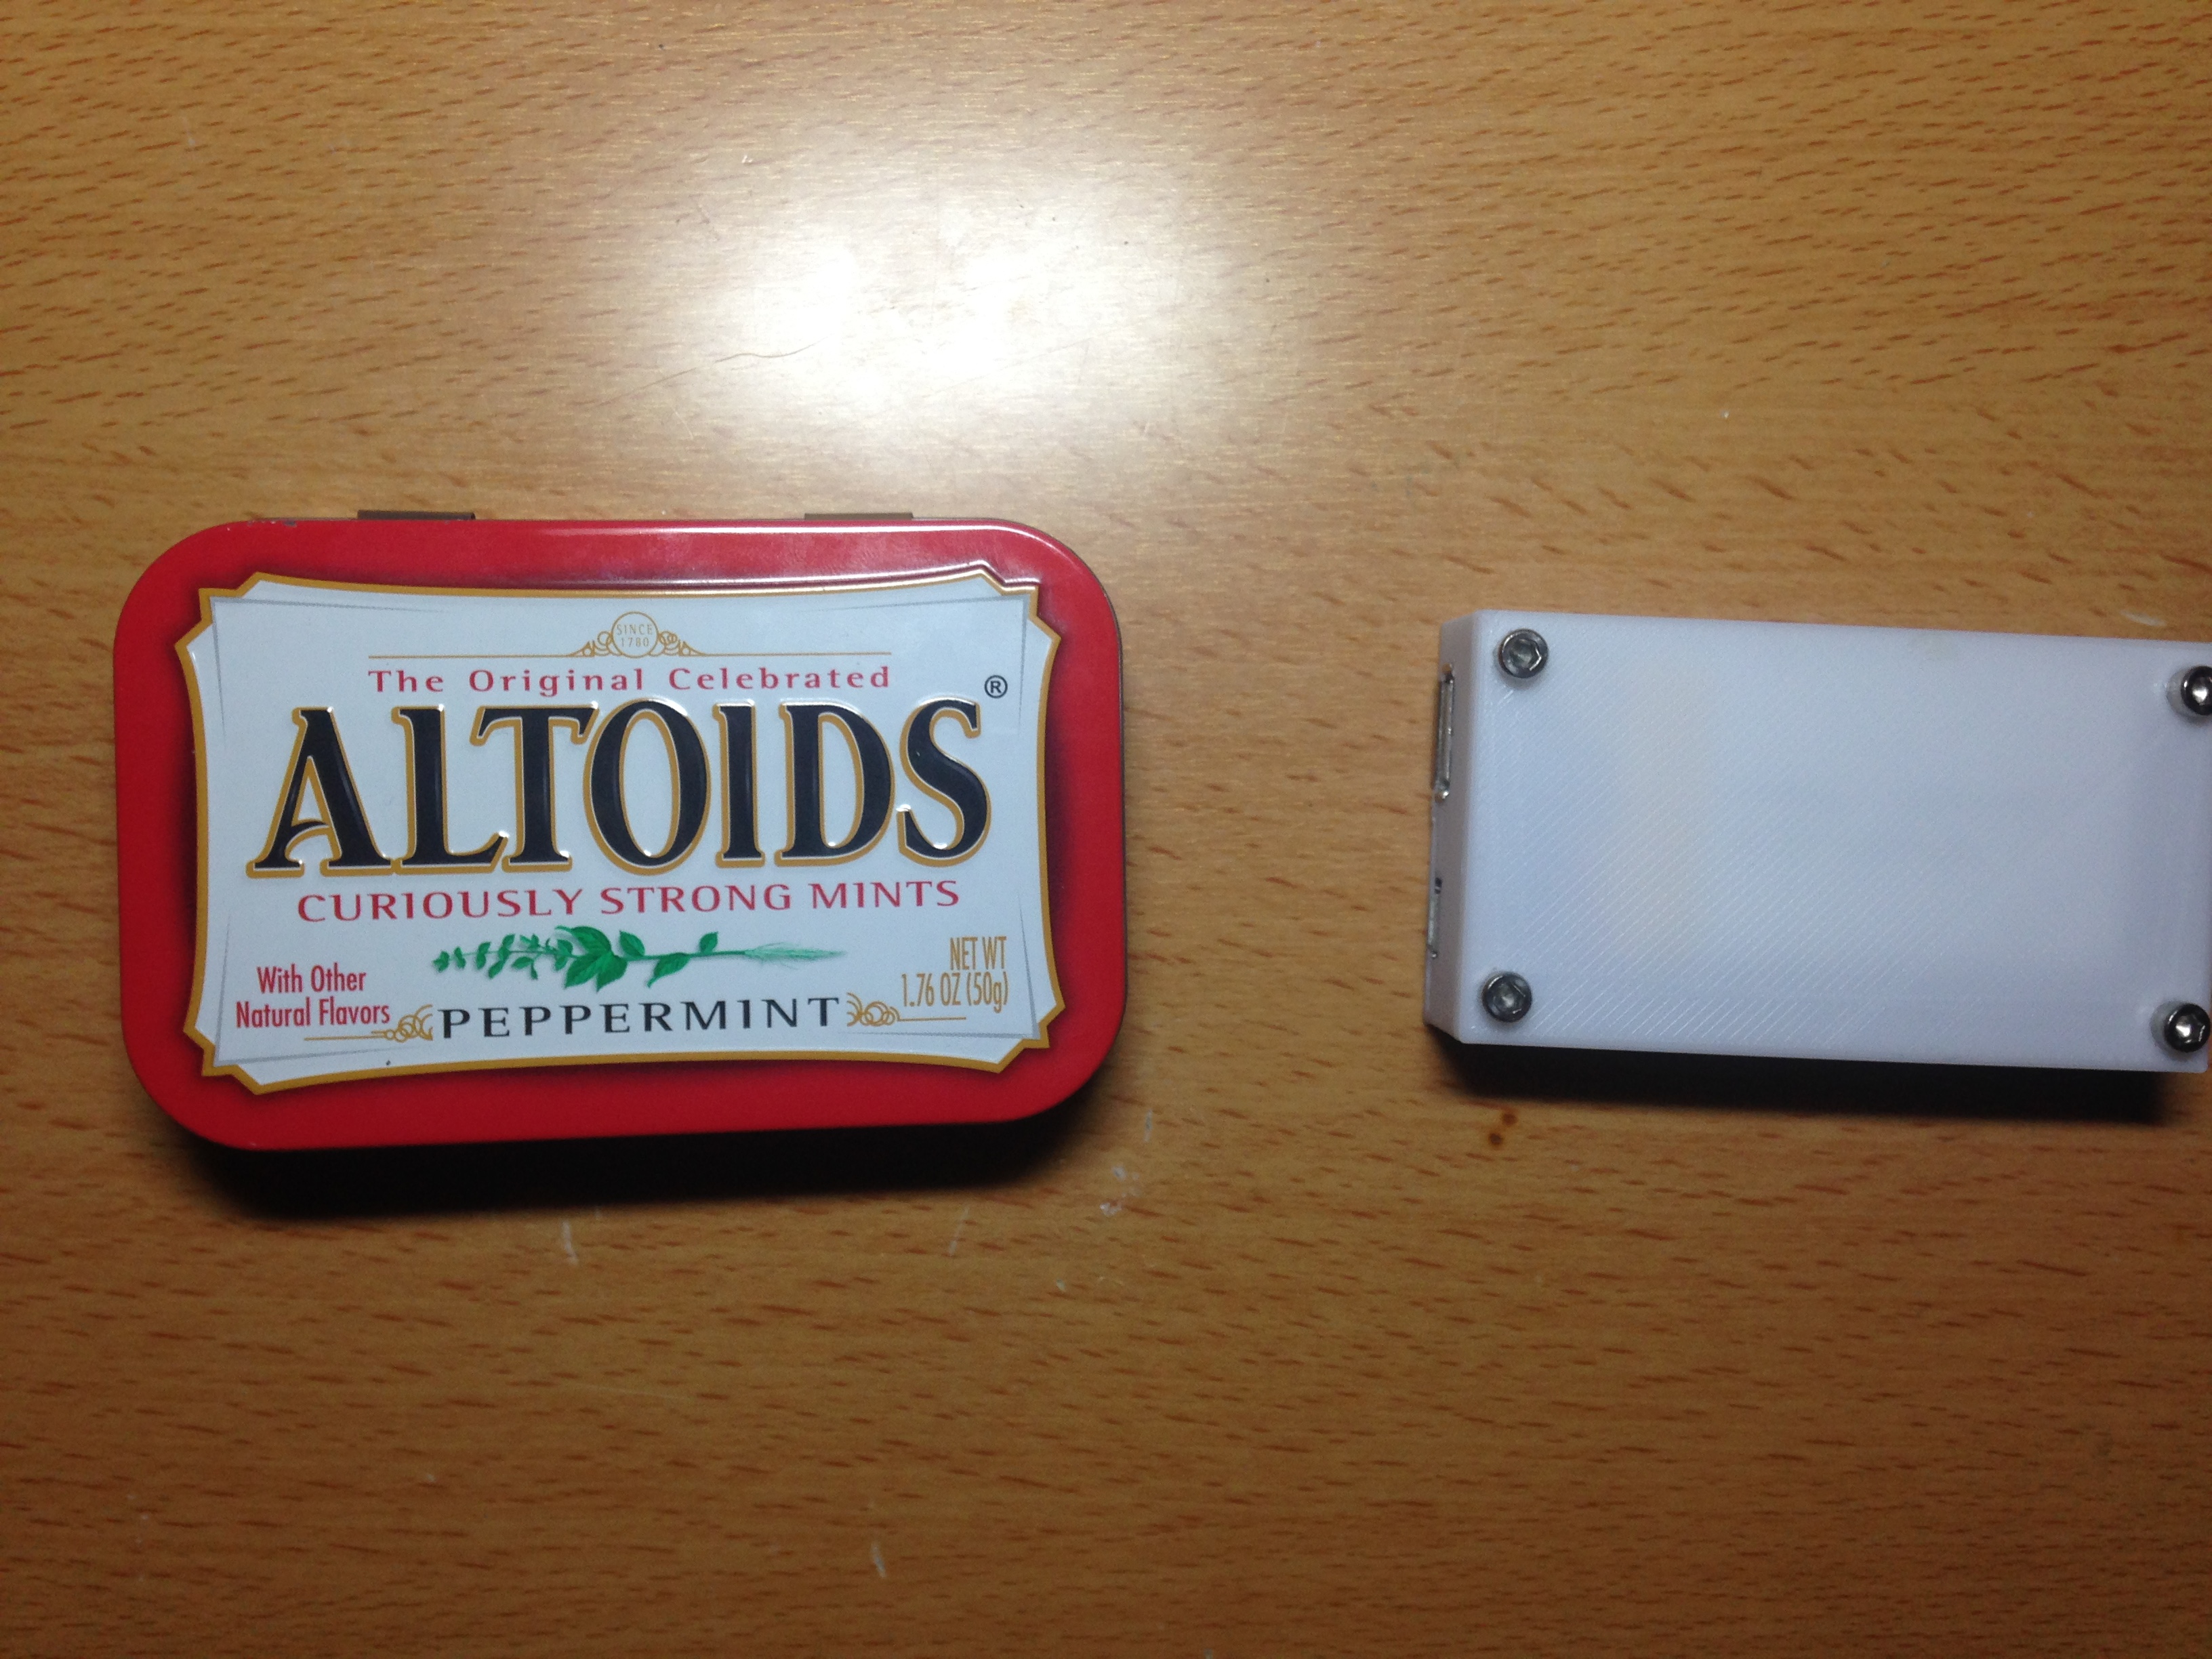 SINCE
1780
The Original Celebrated
ALTOIDS®
CURIOUSLY STRONG MINTS
With Other
Natural Flavors
PEPPERMINT
NET WT
1.76 OZ (50g)